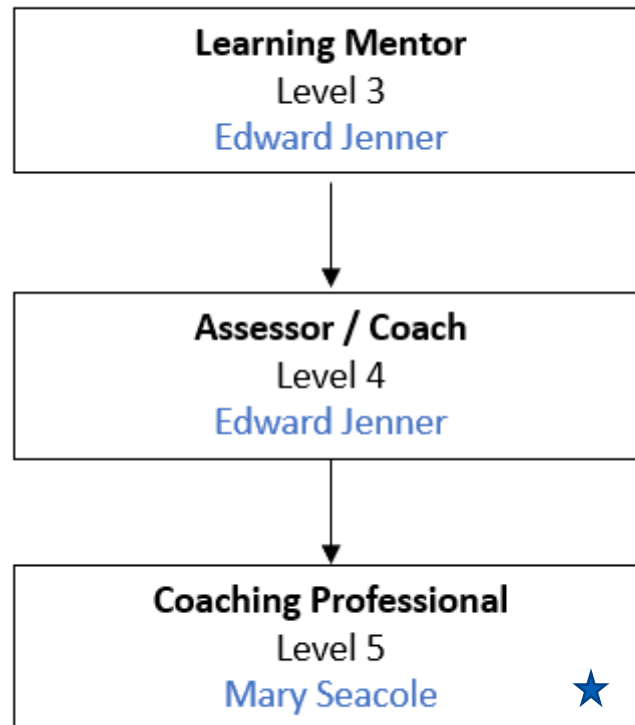 Learning Mentor
Level 3
Edward Jenner
Assessor / Coach
Level 4
Edward Jenner
Coaching Professional
Level 5
Mary Seacole